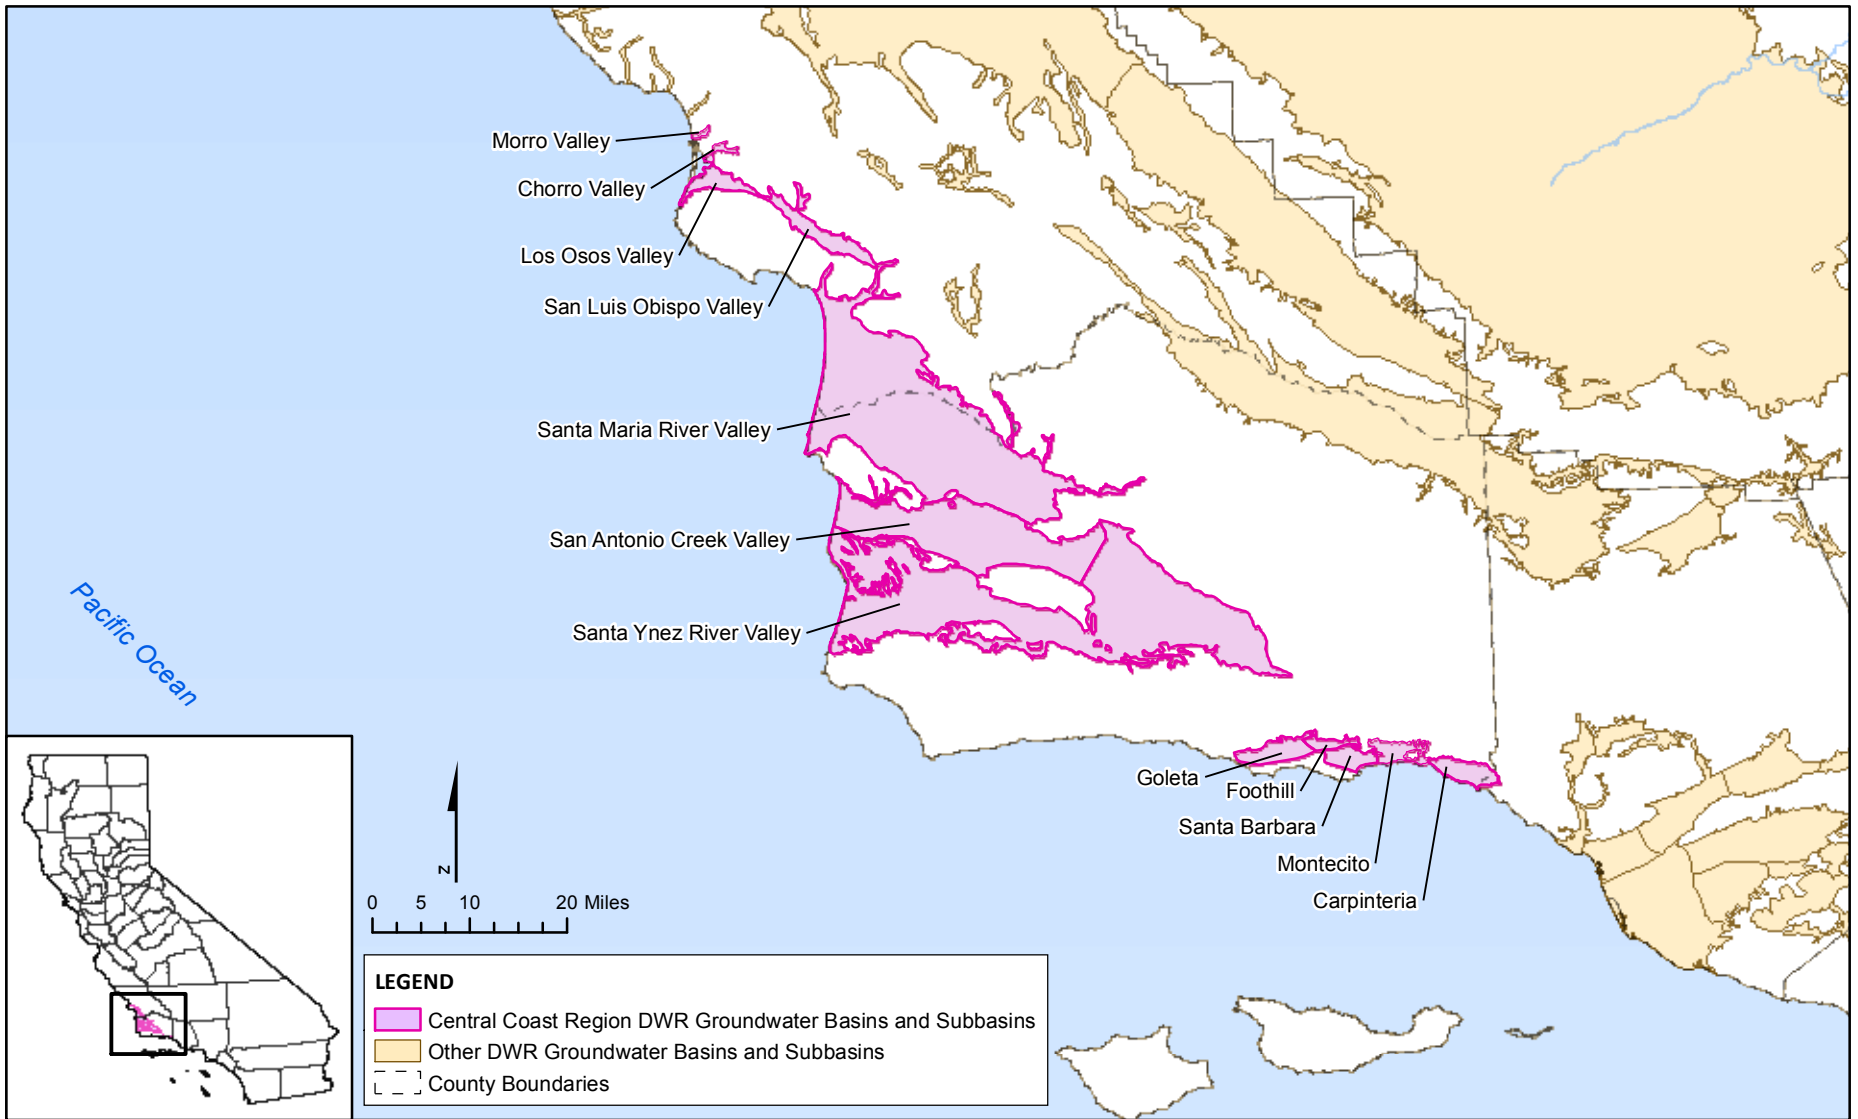 Morro Valley
Chorro Valley
Los Osos Valley
San Luis Obispo Valley
Santa Maria River Valley
San Antonio Creek Valley
Santa Ynez River Valley
Pacific Ocean
Goleta
Foothill
Santa Barbara
Montecito
Carpinteria
N
0 5 10 20 Miles
LEGEND
Central Coast Region DWR Groundwater Basins and Subbasins
Other DWR Groundwater Basins and Subbasins
County Boundaries